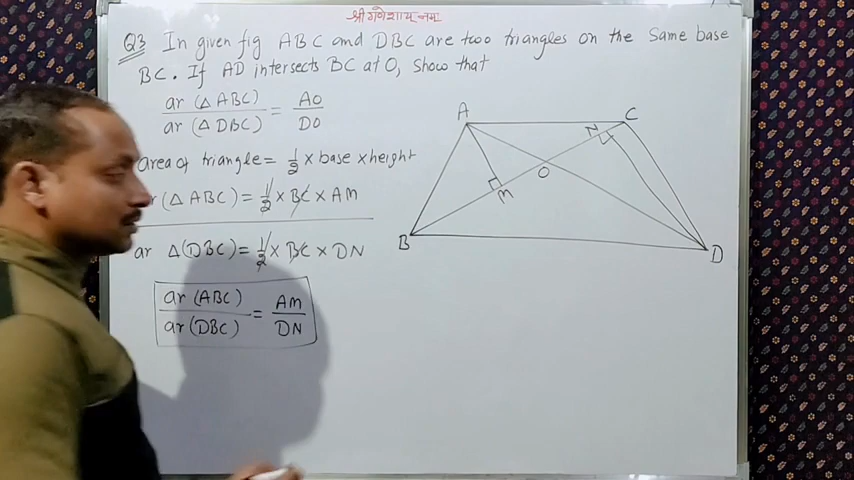 श्री गणेशाय नमः
Q3 In given fig ABC and DBC are two triangles on the same base
BC. If AD intersects BC at O, show that
ar (△ ABC) / ar (△ DBC) = AO / DO
area of triangle = 1/2 × base × height
(△ ABC) = 1/2 × BC × AM
ar △(DBC) = 1/2 × BC × DN
ar (ABC) / ar (DBC) = AM / DN
A
C
N
O
M
B
D